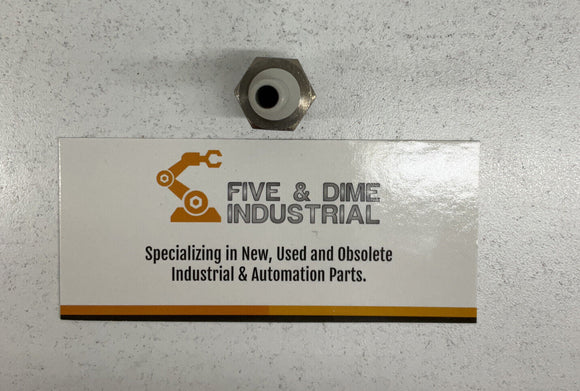 FIVE & DIME
INDUSTRIAL
Specializing in New, Used and Obsolete
Industrial & Automation Parts.